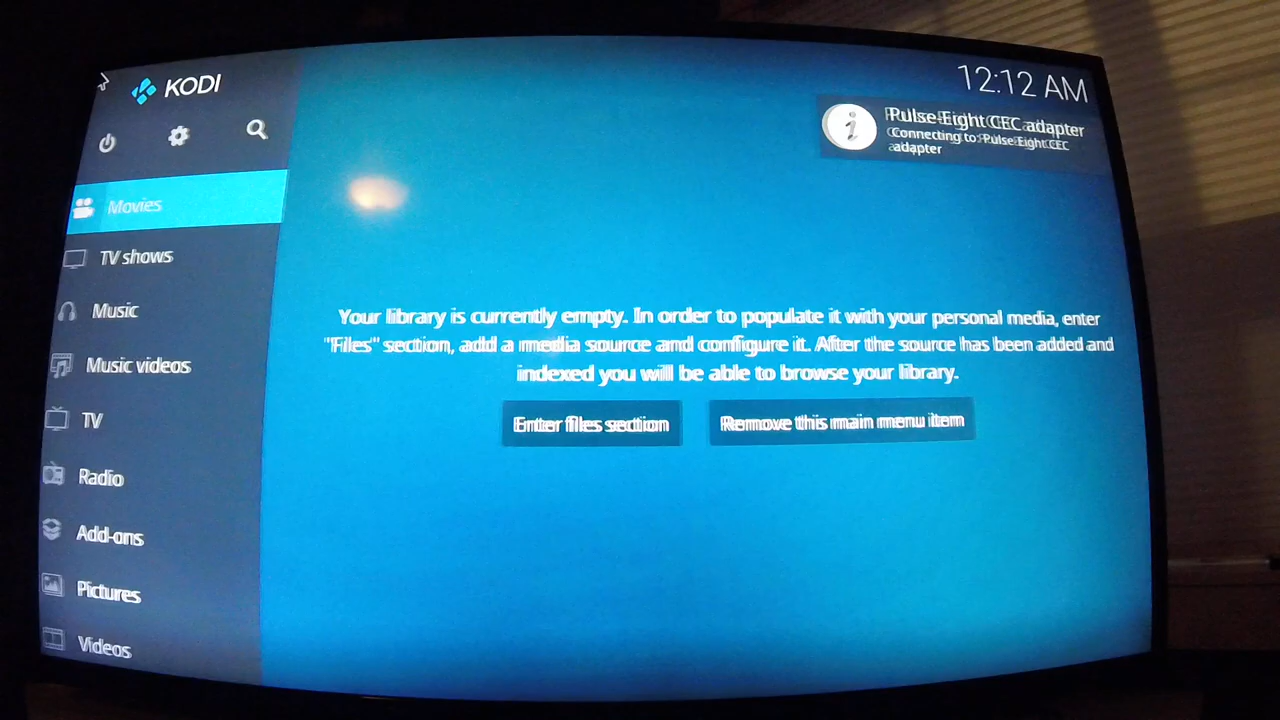 KODI
12:12 AM
Pulse-Eight CEC adapter
Connecting to: Pulse-Eight CEC
adapter
Movies
TV shows
Music
Music videos
TV
Radio
Add-ons
Pictures
Videos
Your library is currently empty. In order to populate it with your personal media, enter
"Files" section, add a media source and configure it. After the source has been added and
indexed you will be able to browse your library.
Enter files section
Remove this main menu item